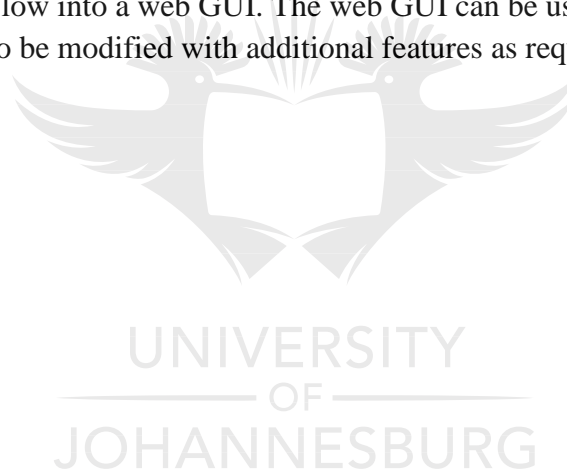 low into a web GUI. The web GUI can be us
o be modified with additional features as req
UNIVERSITY
OF
JOHANNESBURG